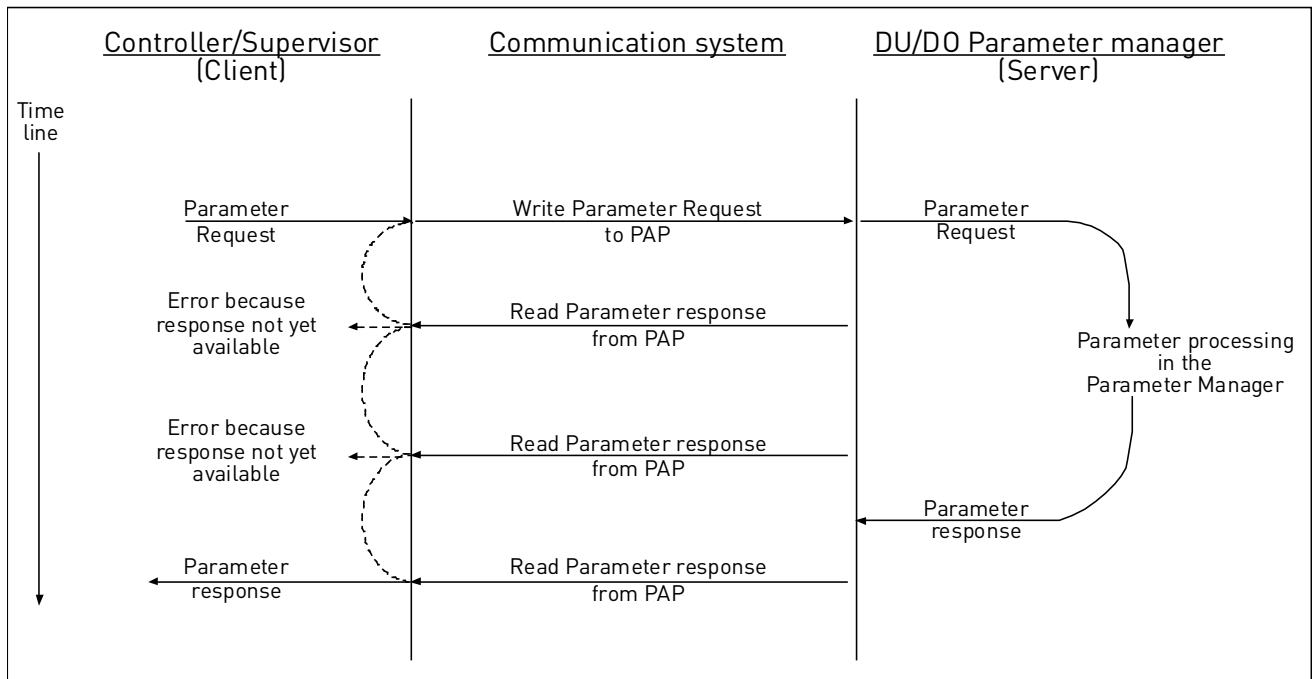 Controller/Supervisor
(Client)
Communication system
DU/DO Parameter manager
(Server)
Time
line
Parameter
Request
Write Parameter Request
to PAP
Parameter
Request
Error because
response not yet
available
Read Parameter response
from PAP
Parameter processing
in the
Parameter Manager
Error because
response not yet
available
Read Parameter response
from PAP
Parameter
response
Parameter
response
Read Parameter response
from PAP